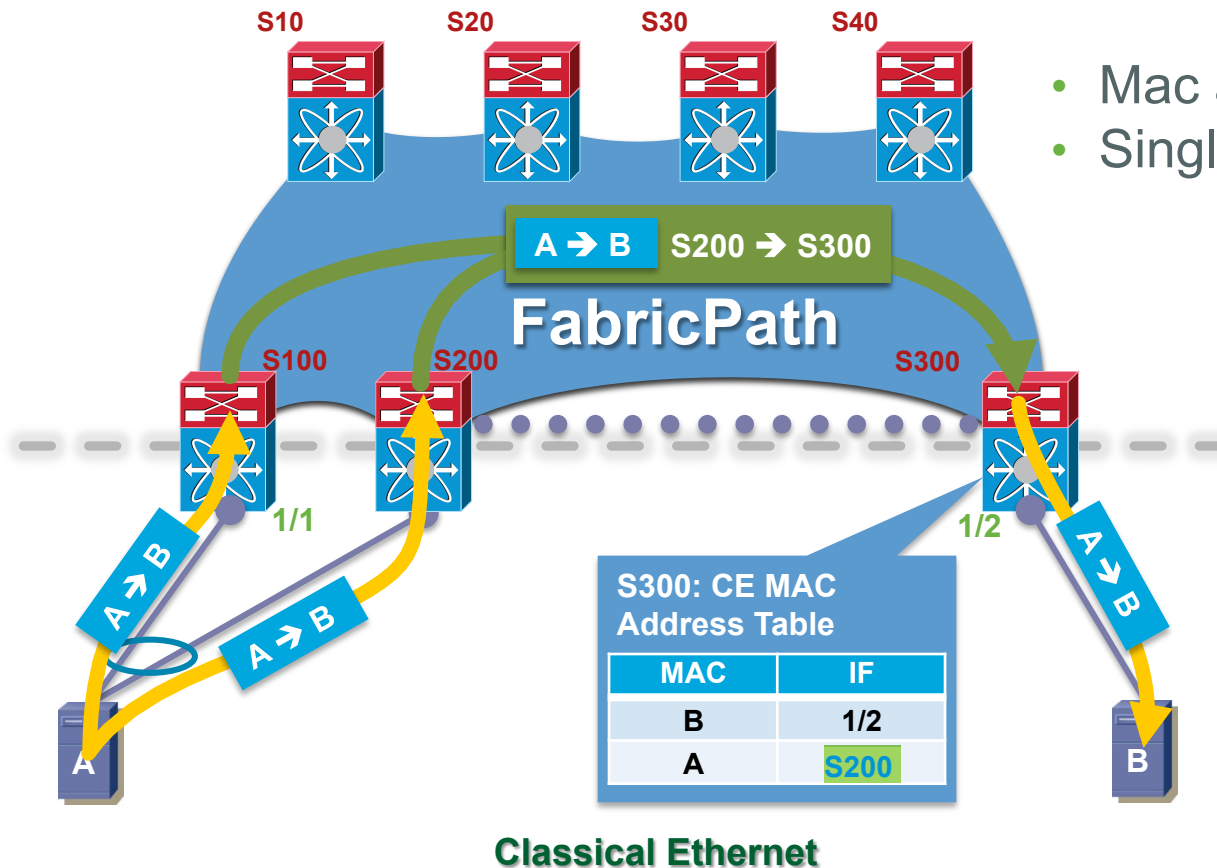 S10 S20 S30 S40
• Mac
• Singl
A ➔ B S200 ➔ S300
FabricPath
S100 S200 S300
1/1 1/2
A ➔ B
A ➔ B
A ➔ B
S300: CE MAC
Address Table
MAC IF
B 1/2
A S200
A B
Classical Ethernet